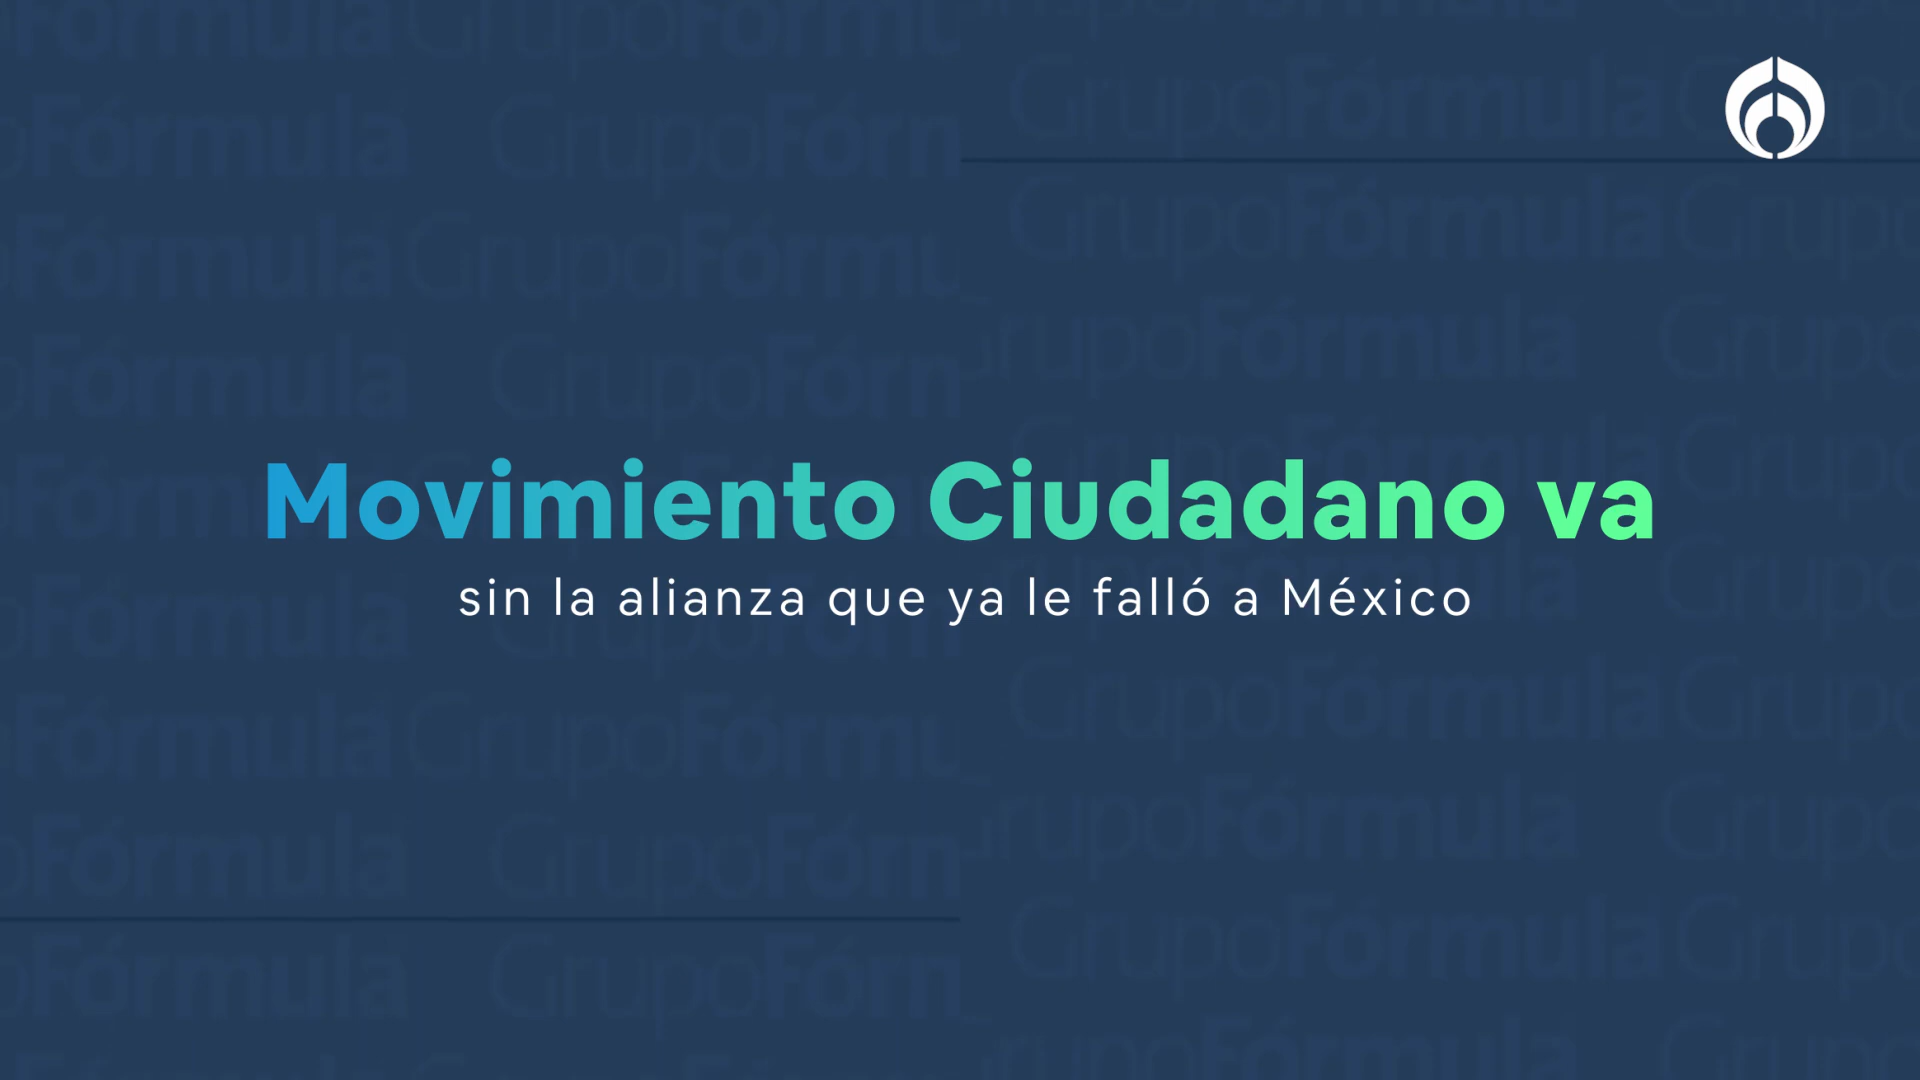 Movimiento Ciudadano va
sin la alianza que ya le falló a México